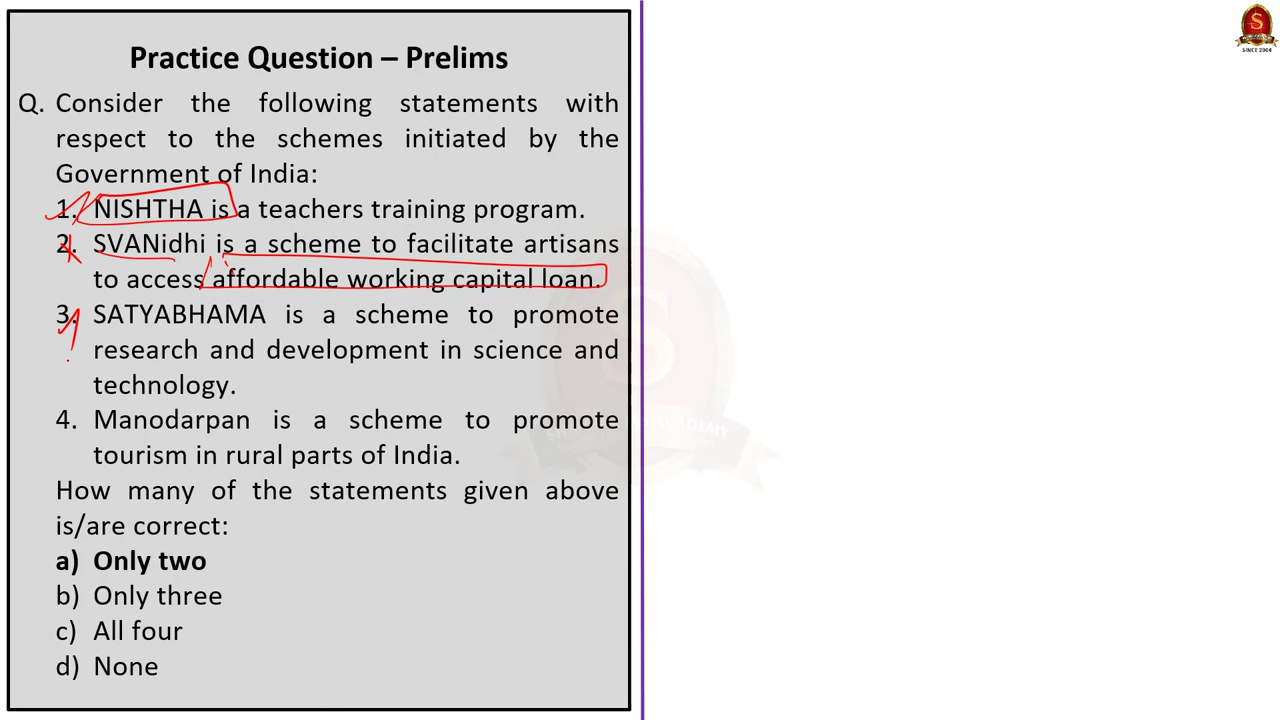 S
SINCE 2004
Practice Question – Prelims
Q. Consider the following statements with
respect to the schemes initiated by the
Government of India:
1. NISHTHA is a teachers training program.
2. SVANidhi is a scheme to facilitate artisans
to access affordable working capital loan.
3. SATYABHAMA is a scheme to promote
research and development in science and
technology.
4. Manodarpan is a scheme to promote
tourism in rural parts of India.
How many of the statements given above
is/are correct:
a) Only two
b) Only three
c) All four
d) None